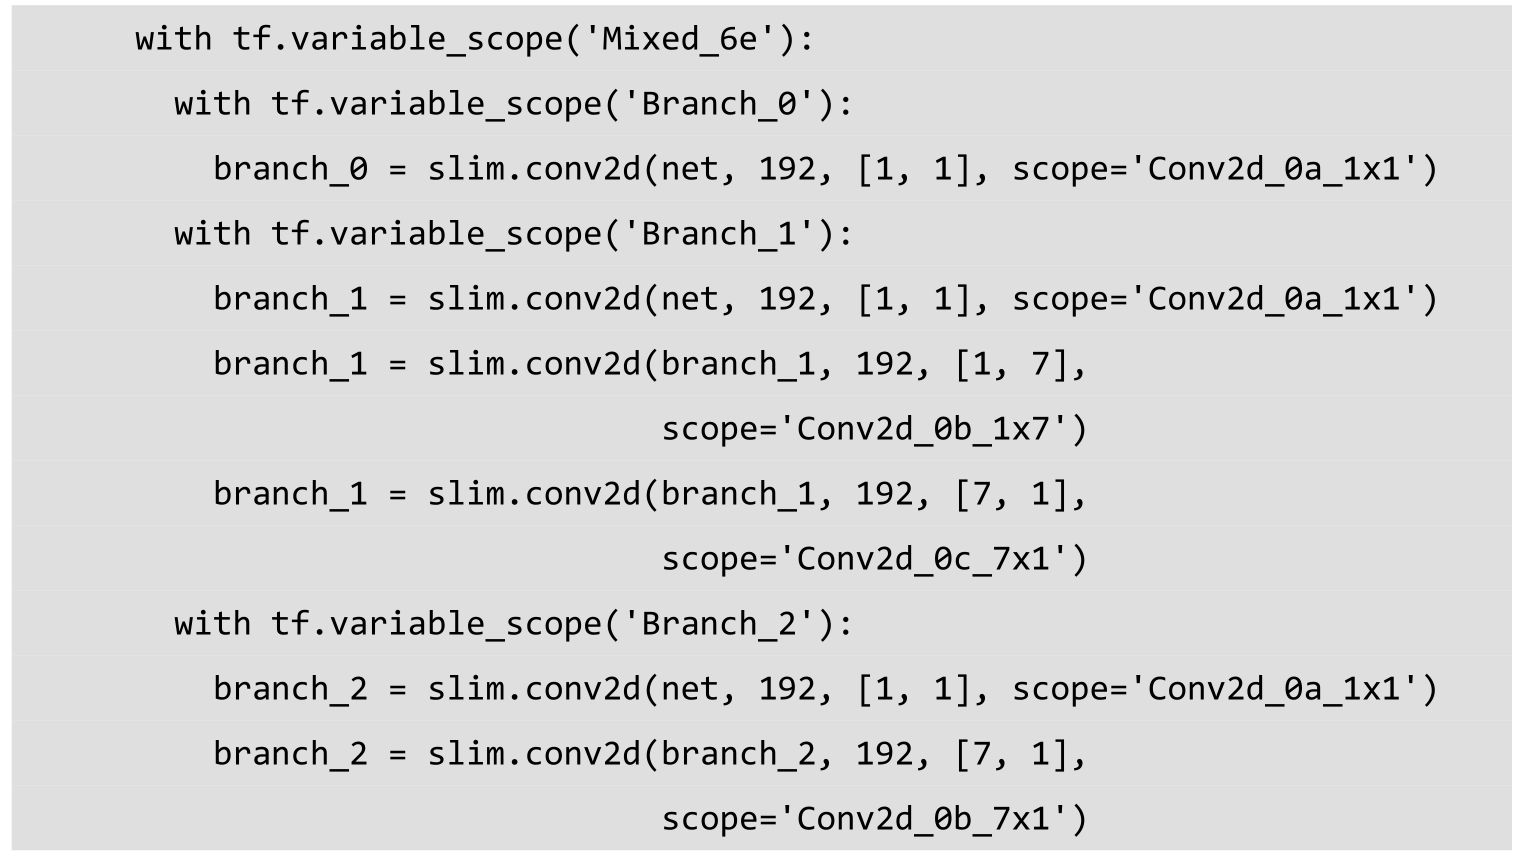 with tf.variable_scope('Mixed_6e'):
with tf.variable_scope('Branch_0'):
branch_0 = slim.conv2d(net, 192, [1, 1], scope='Conv2d_0a_1x1')
with tf.variable_scope('Branch_1'):
branch_1 = slim.conv2d(net, 192, [1, 1], scope='Conv2d_0a_1x1')
branch_1 = slim.conv2d(branch_1, 192, [1, 7],
scope='Conv2d_0b_1x7')
branch_1 = slim.conv2d(branch_1, 192, [7, 1],
scope='Conv2d_0c_7x1')
with tf.variable_scope('Branch_2'):
branch_2 = slim.conv2d(net, 192, [1, 1], scope='Conv2d_0a_1x1')
branch_2 = slim.conv2d(branch_2, 192, [7, 1],
scope='Conv2d_0b_7x1')